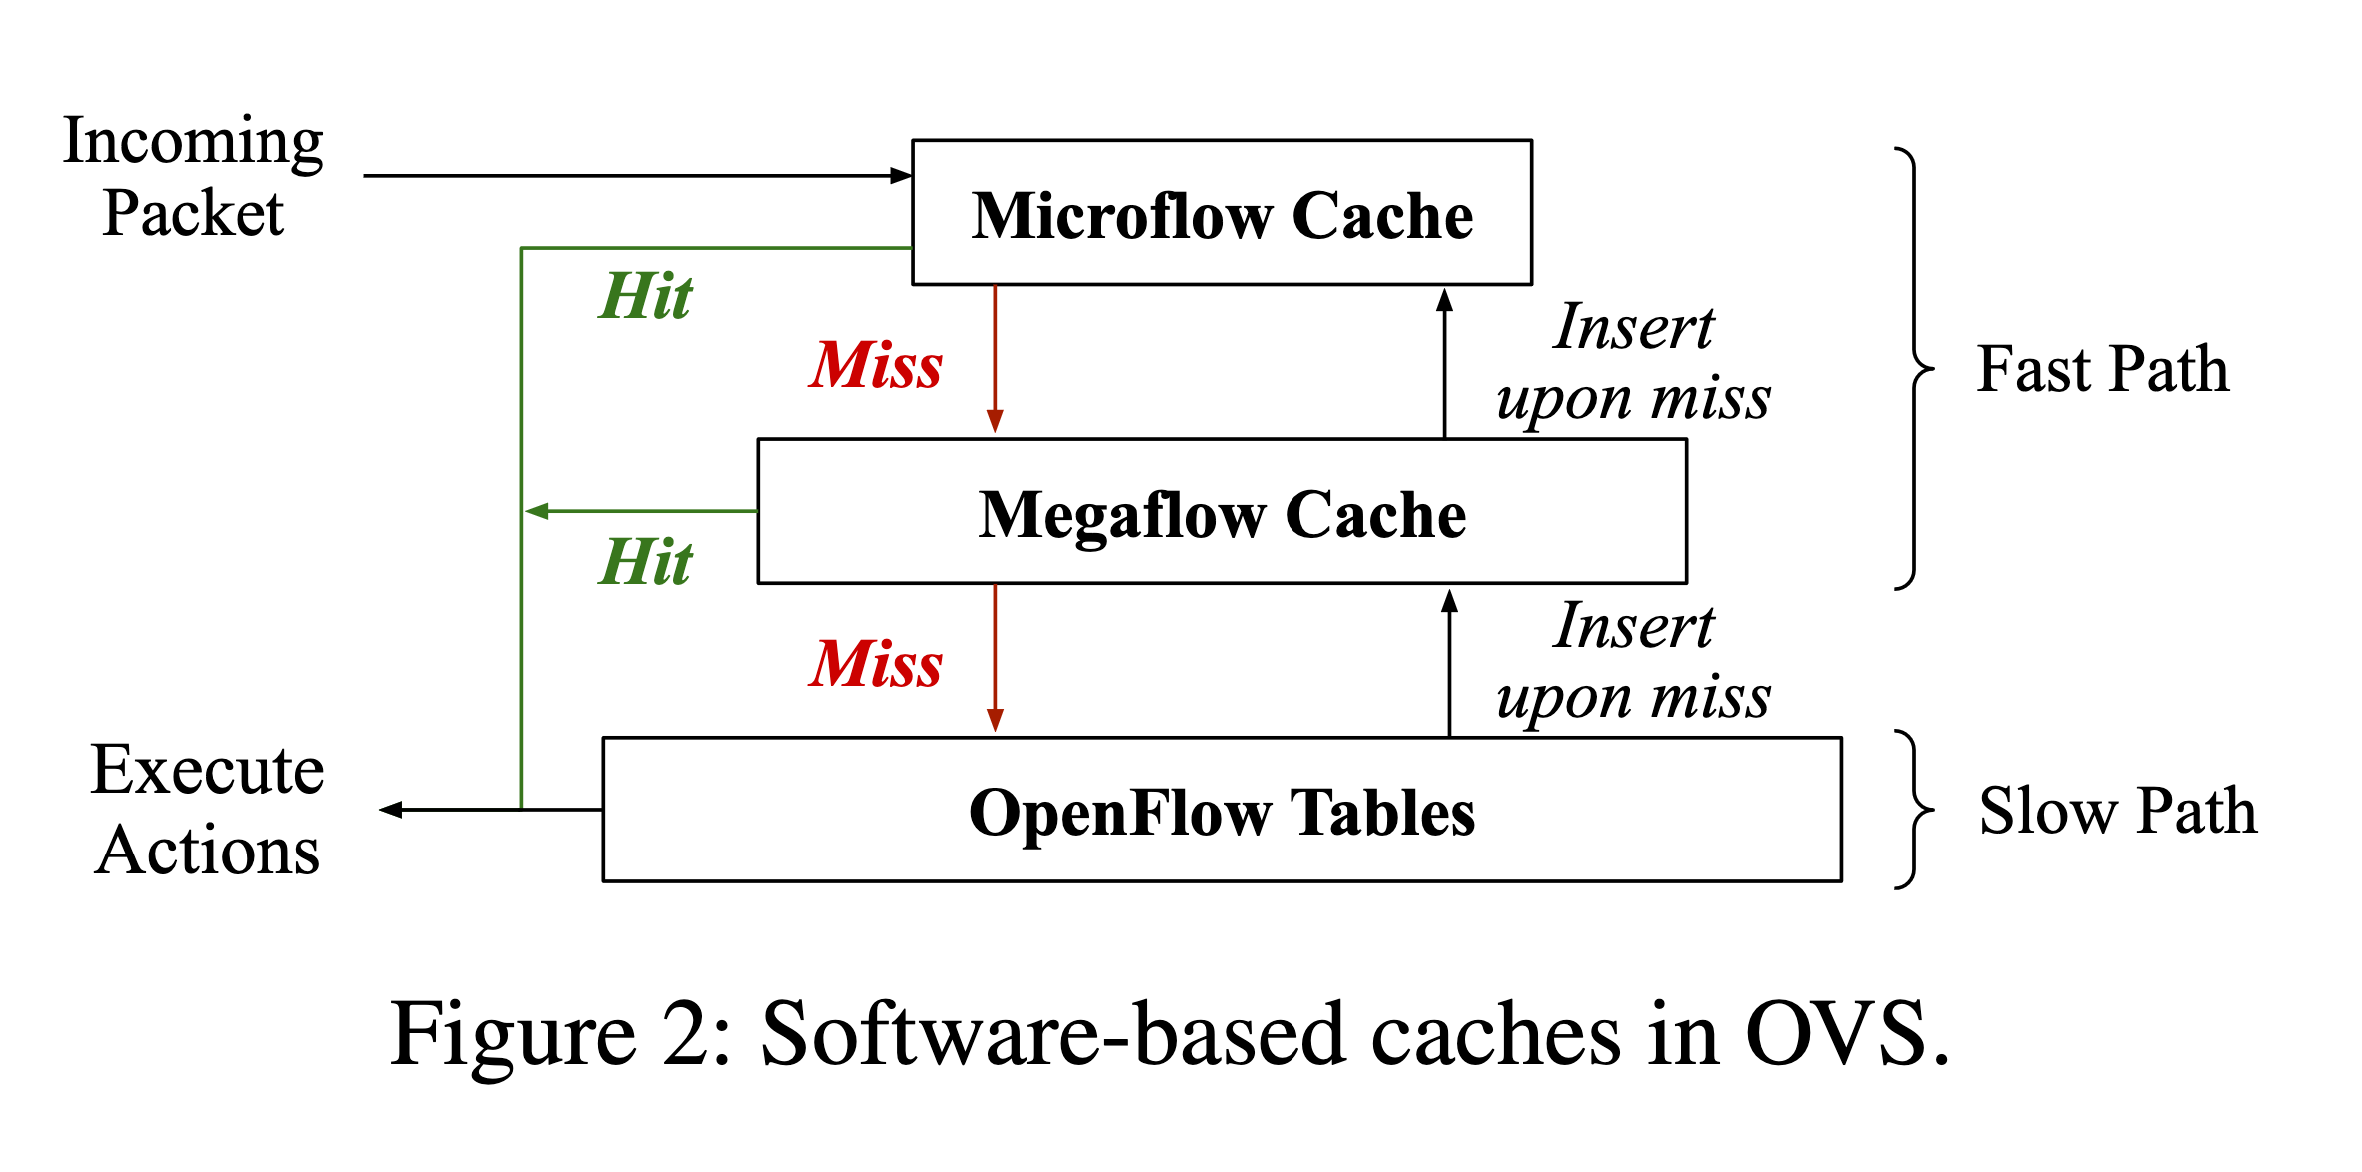 Incoming
Packet
Microflow Cache
Hit
Miss
Insert
upon miss
Fast Path
Megaflow Cache
Hit
Miss
Insert
upon miss
Execute
Actions
OpenFlow Tables
Slow Path
Figure 2: Software-based caches in OVS.